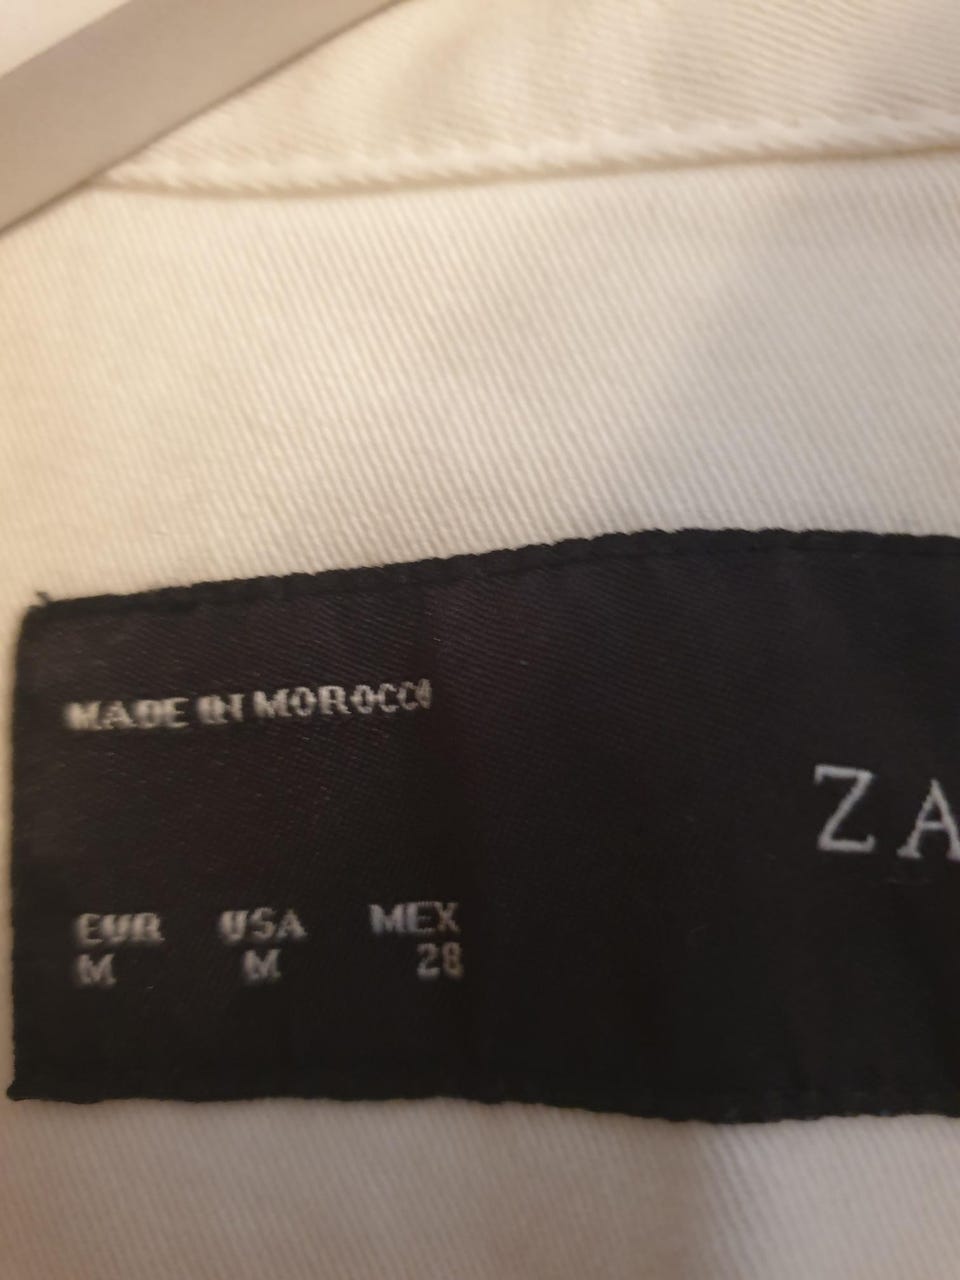 MADE IN MOROCCO
ZA
EUR USA MEX
M M 28